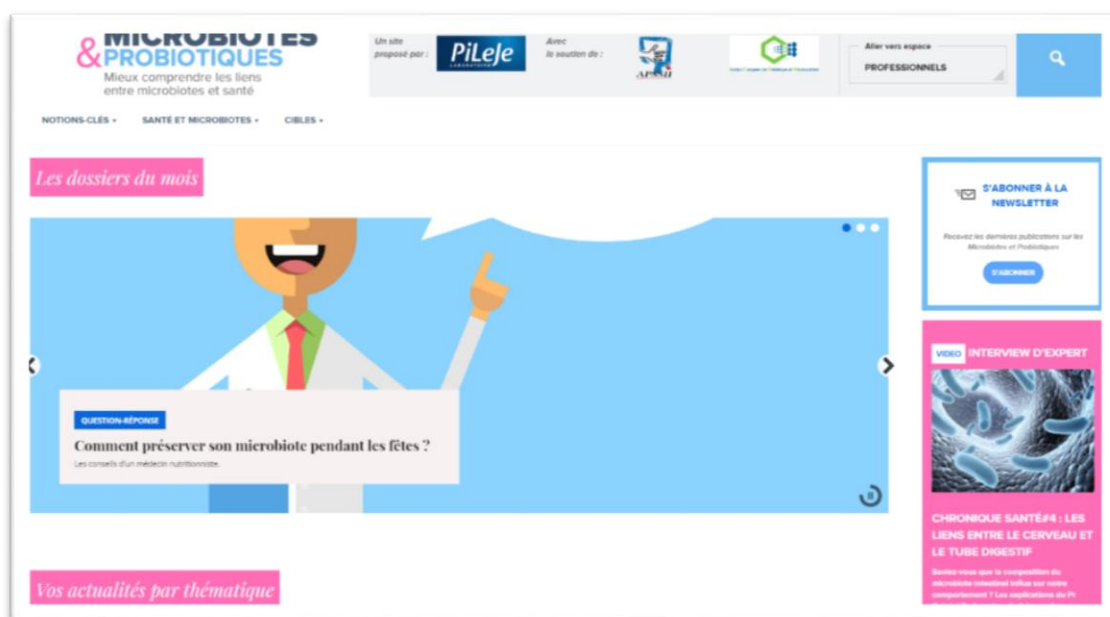 MICROBIOTES
&PROBIOTIQUES
Mieux comprendre les liens
entre microbiotes et santé
Un site
proposé par :
PiLeJe
LABORATOIRE
Avec
le soutien de :
APSSII
Aller vers espace
PROFESSIONNELS
NOTIONS-CLÉS
SANTÉ ET MICROBIOTES
CIBLES
Les dossiers du mois
QUESTION-RÉPONSE
Comment préserver son microbiote pendant les fêtes ?
Les conseils d'un médecin nutritionniste.
S'ABONNER À LA
NEWSLETTER
Recevez les dernières publications sur les
Microbiotes et Probiotiques
S'ABONNER
VIDEO INTERVIEW D'EXPERT
CHRONIQUE SANTÉ#4 : LES
LIENS ENTRE LE CERVEAU ET
LE TUBE DIGESTIF
Saviez-vous que la composition du
microbiote intestinal influe sur notre
comportement ? Les explications du Pr
Vos actualités par thématique